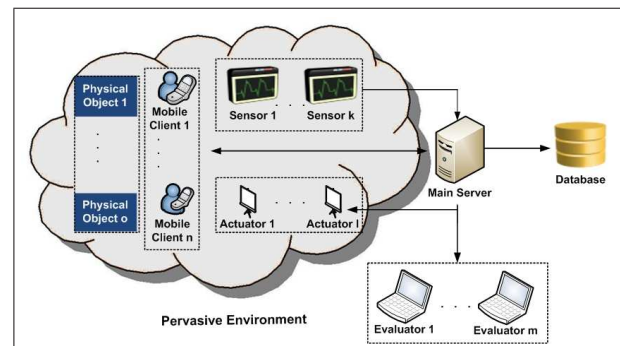 Physical
Object 1
Mobile
Client 1
Sensor 1
Sensor k
Main Server
Database
Physical
Object o
Mobile
Client n
Actuator 1
Actuator l
Pervasive Environment
Evaluator 1
Evaluator m